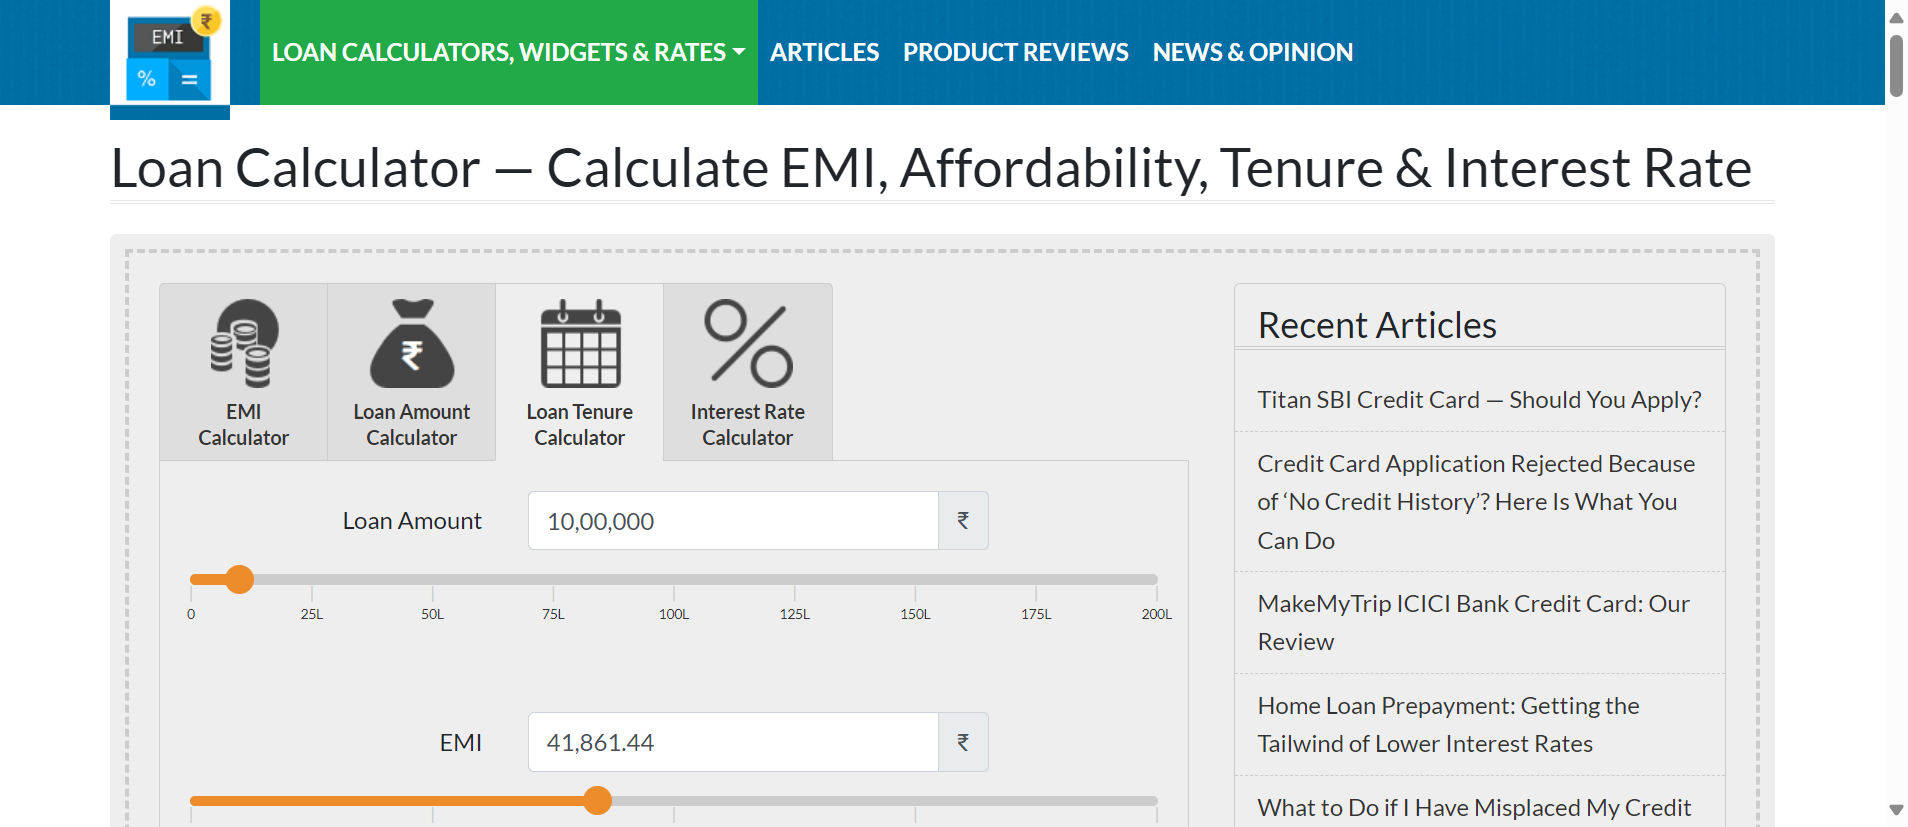 EMI
₹
%
=
LOAN CALCULATORS, WIDGETS & RATES
ARTICLES
PRODUCT REVIEWS
NEWS & OPINION
Loan Calculator — Calculate EMI, Affordability, Tenure & Interest Rate
EMI
Calculator
₹
Loan Amount
Calculator
Loan Tenure
Calculator
Interest Rate
Calculator
Loan Amount
10,00,000
₹
0 25L 50L 75L 100L 125L 150L 175L 200L
EMI
41,861.44
₹
Recent Articles
Titan SBI Credit Card — Should You Apply?
Credit Card Application Rejected Because
of ‘No Credit History’? Here Is What You
Can Do
MakeMyTrip ICICI Bank Credit Card: Our
Review
Home Loan Prepayment: Getting the
Tailwind of Lower Interest Rates
What to Do if I Have Misplaced My Credit